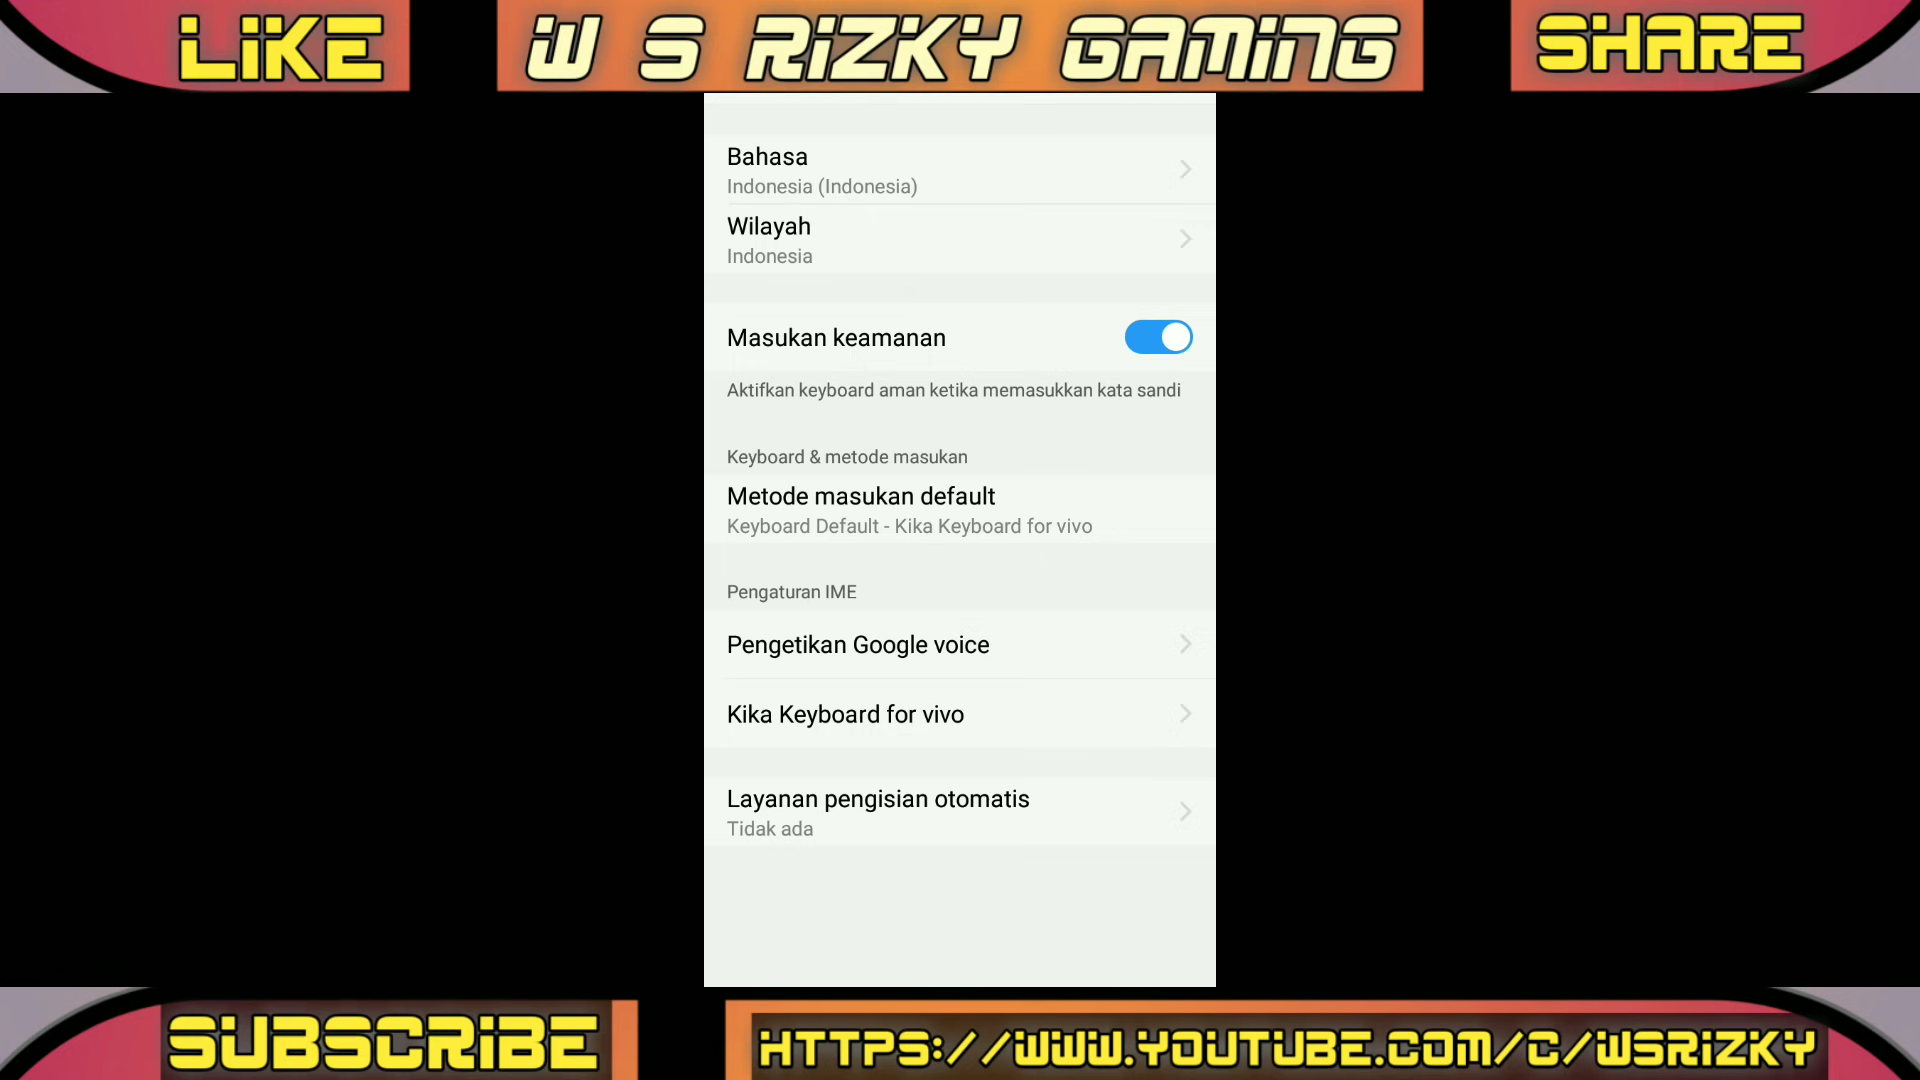 LIKE
W S RIZKY GAMING
SHARE
Bahasa
Indonesia (Indonesia)
Wilayah
Indonesia
Masukan keamanan
Aktifkan keyboard aman ketika memasukkan kata sandi
Keyboard & metode masukan
Metode masukan default
Keyboard Default - Kika Keyboard for vivo
Pengaturan IME
Pengetikan Google voice
Kika Keyboard for vivo
Layanan pengisian otomatis
Tidak ada
SUBSCRIBE
HTTPS://WWW.YOUTUBE.COM/C/WSRIZKY